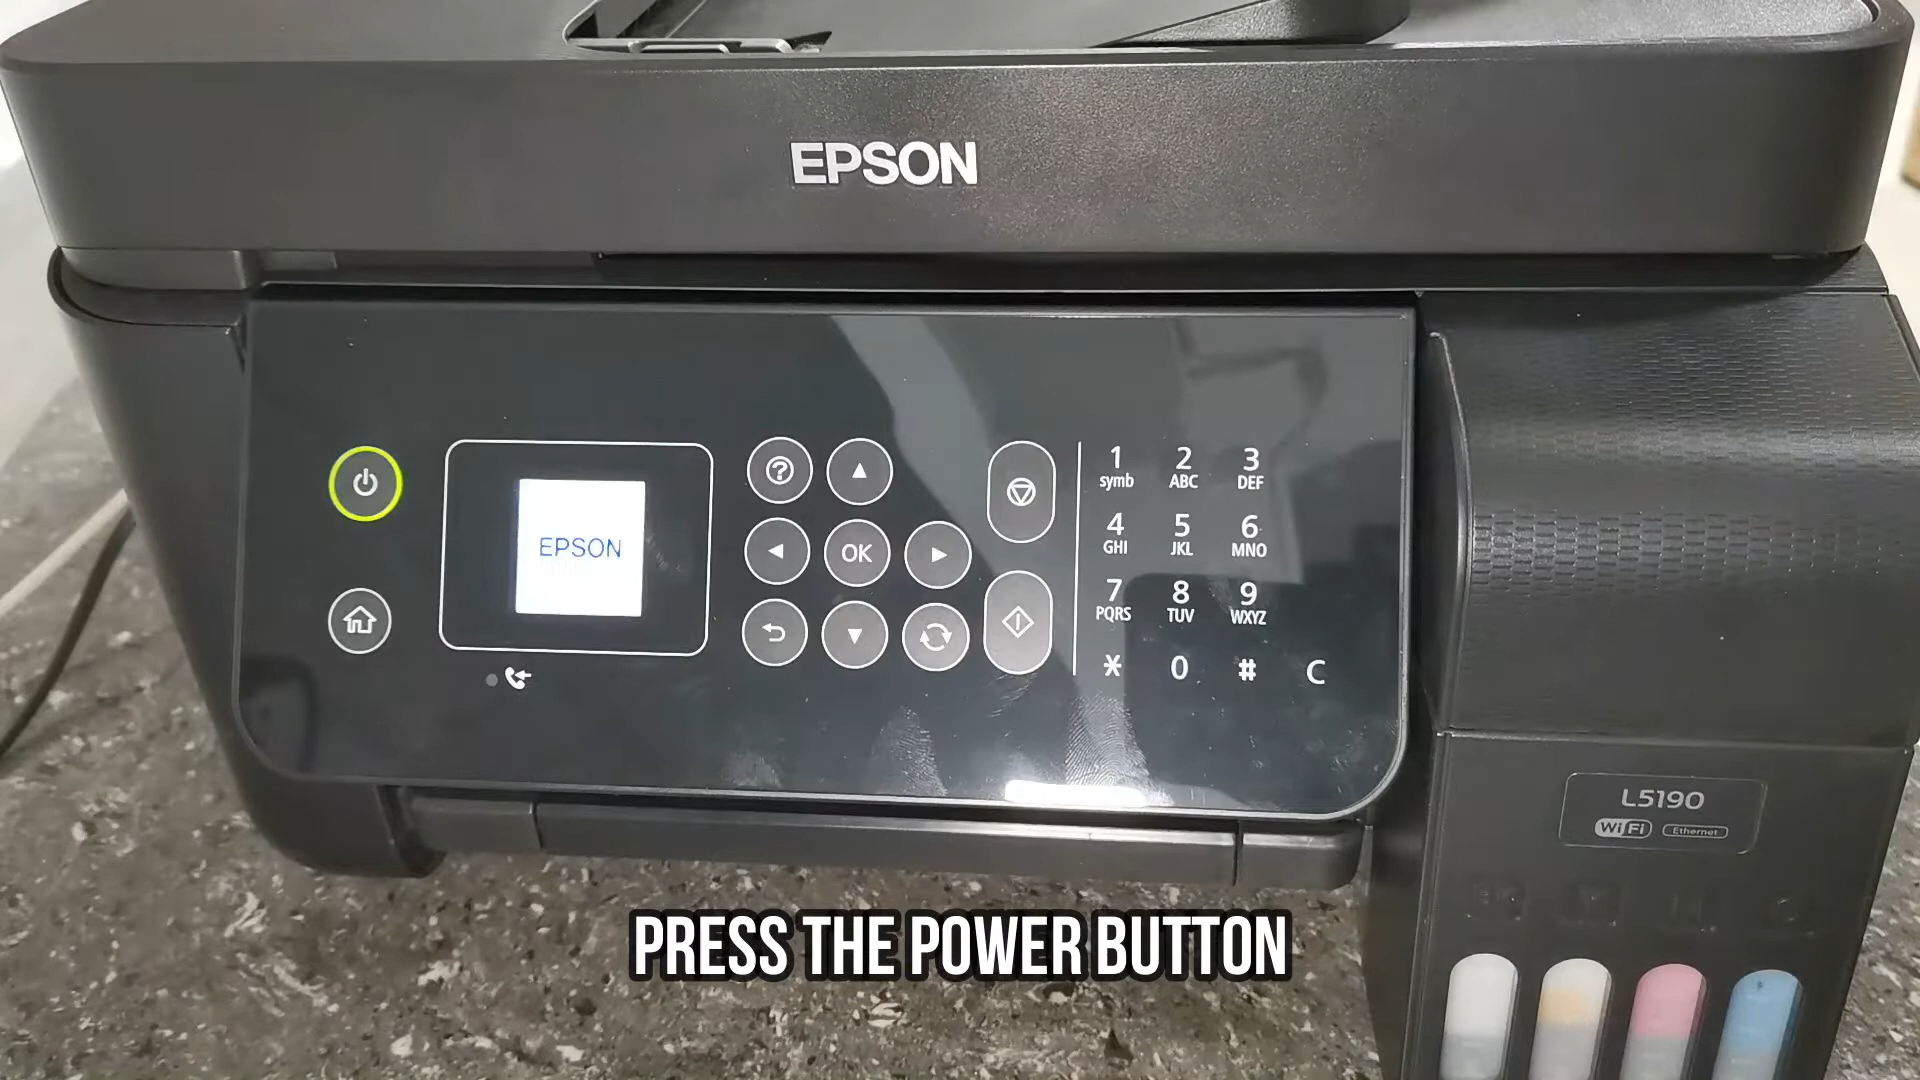 EPSON
EPSON
?
OK
1 symb
2 ABC
3 DEF
4 GHI
5 JKL
6 MNO
7 PQRS
8 TUV
9 WXYZ
* 0 # C
L5190
WiFi Ethernet
PRESS THE POWER BUTTON